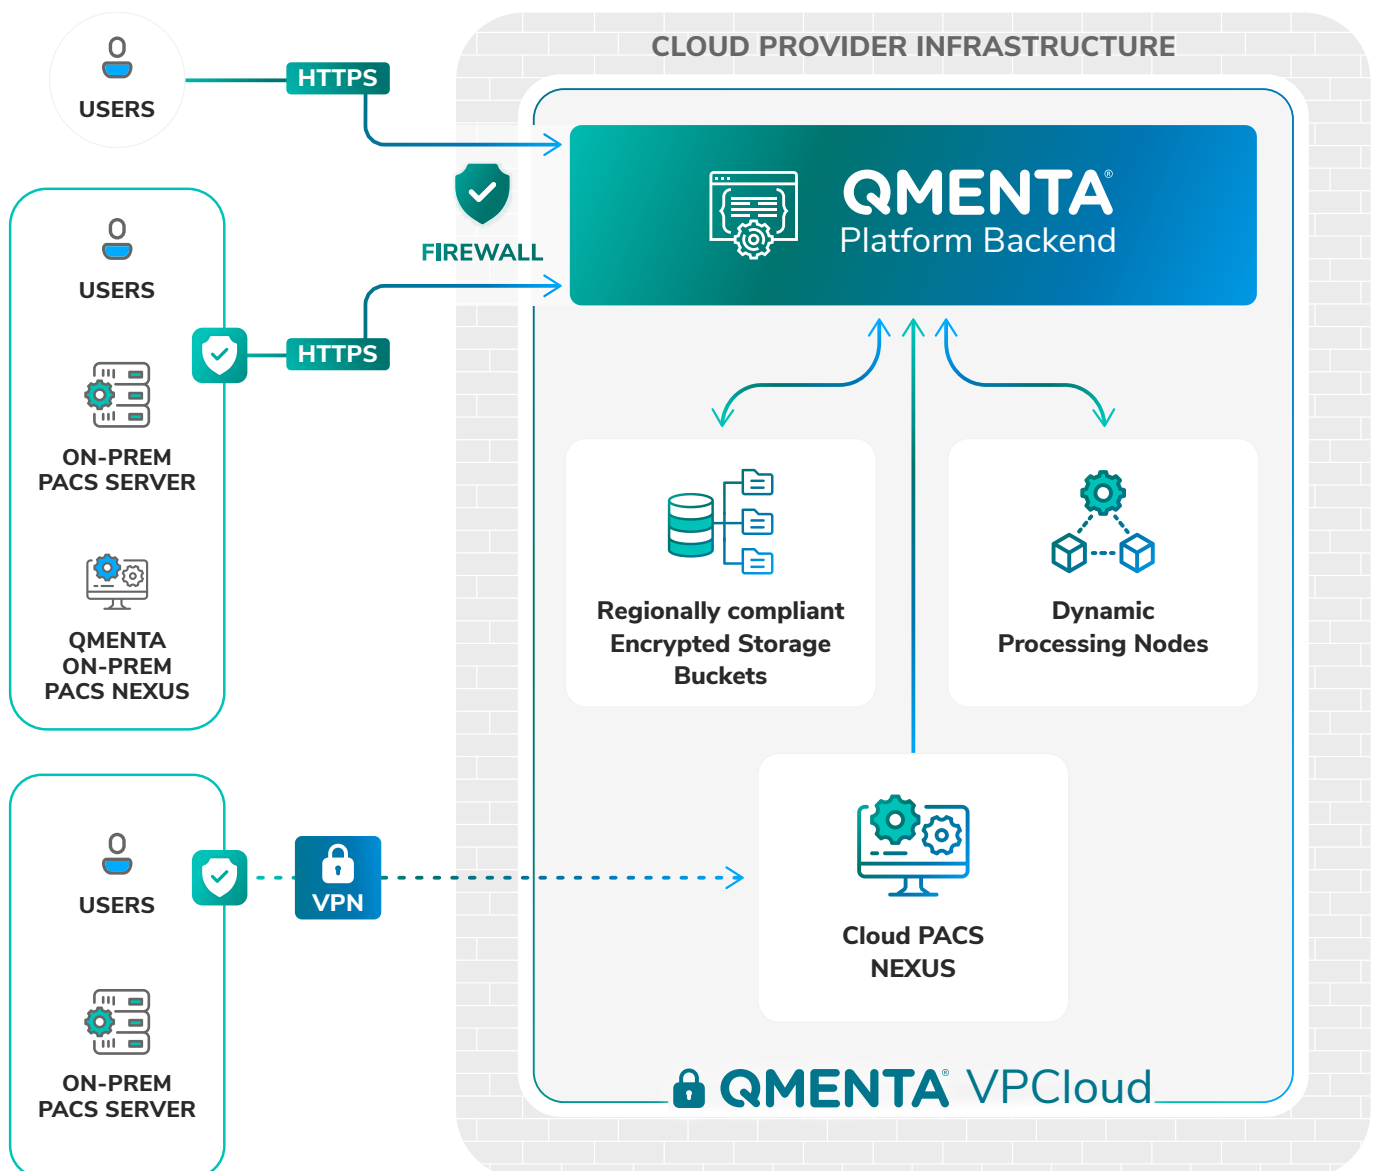 CLOUD PROVIDER INFRASTRUCTURE
USERS
HTTPS
FIREWALL
QMENTA®
Platform Backend
USERS
HTTPS
ON-PREM
PACS SERVER
QMENTA
ON-PREM
PACS NEXUS
Regionally compliant
Encrypted Storage
Buckets
Dynamic
Processing Nodes
USERS
VPN
Cloud PACS
NEXUS
ON-PREM
PACS SERVER
QMENTA® VPCloud